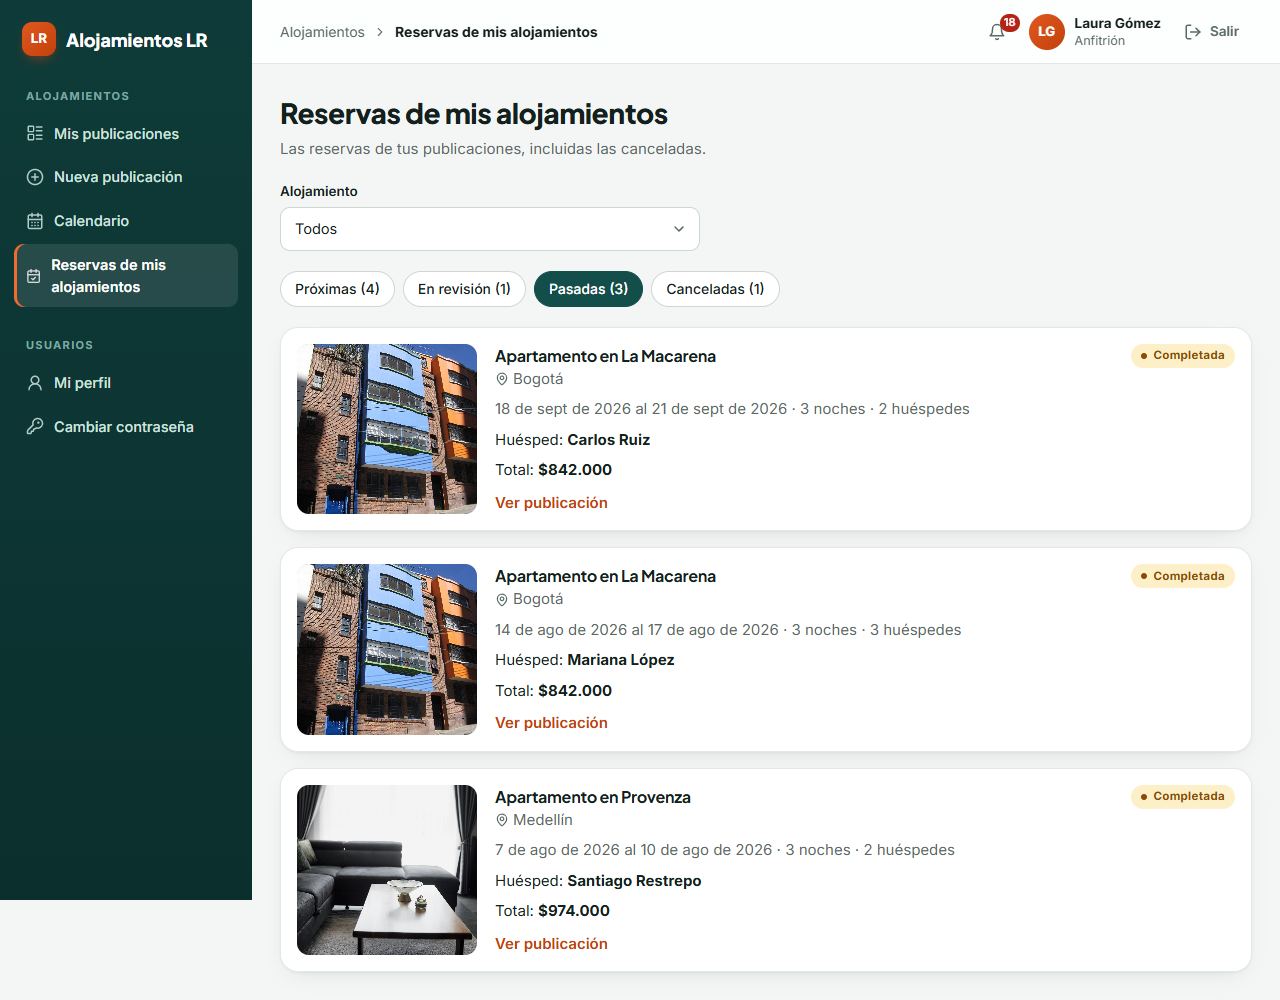 LR
Alojamientos LR
ALOJAMIENTOS
Mis publicaciones
Nueva publicación
Calendario
Reservas de mis
alojamientos
USUARIOS
Mi perfil
Cambiar contraseña
Alojamientos > Reservas de mis alojamientos
18
LG
Laura Gómez
Anfitrión
Salir
Reservas de mis alojamientos
Las reservas de tus publicaciones, incluidas las canceladas.
Alojamiento
Todos
Próximas (4)
En revisión (1)
Pasadas (3)
Canceladas (1)
Apartamento en La Macarena
Completada
Bogotá
18 de sept de 2026 al 21 de sept de 2026 · 3 noches · 2 huéspedes
Huésped: Carlos Ruiz
Total: $842.000
Ver publicación
Apartamento en La Macarena
Completada
Bogotá
14 de ago de 2026 al 17 de ago de 2026 · 3 noches · 3 huéspedes
Huésped: Mariana López
Total: $842.000
Ver publicación
Apartamento en Provenza
Completada
Medellín
7 de ago de 2026 al 10 de ago de 2026 · 3 noches · 2 huéspedes
Huésped: Santiago Restrepo
Total: $974.000
Ver publicación